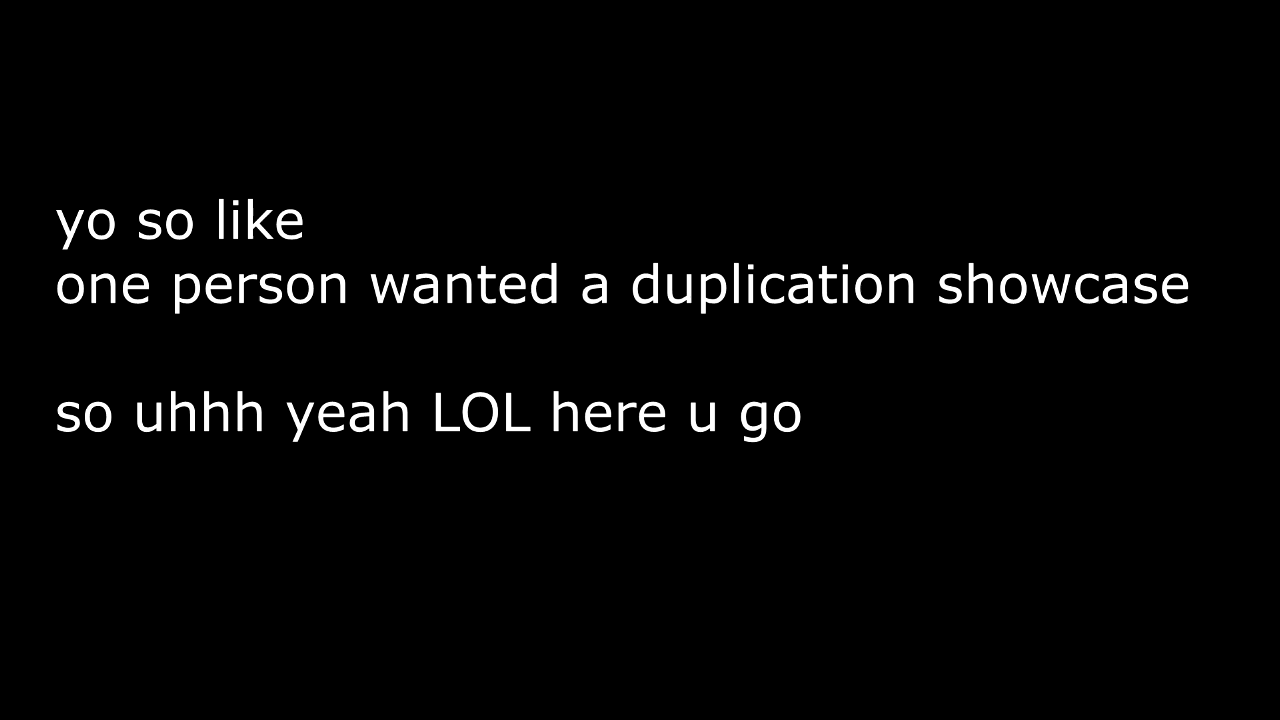 yo so like
one person wanted a duplication showcase
so uhhh yeah LOL here u go